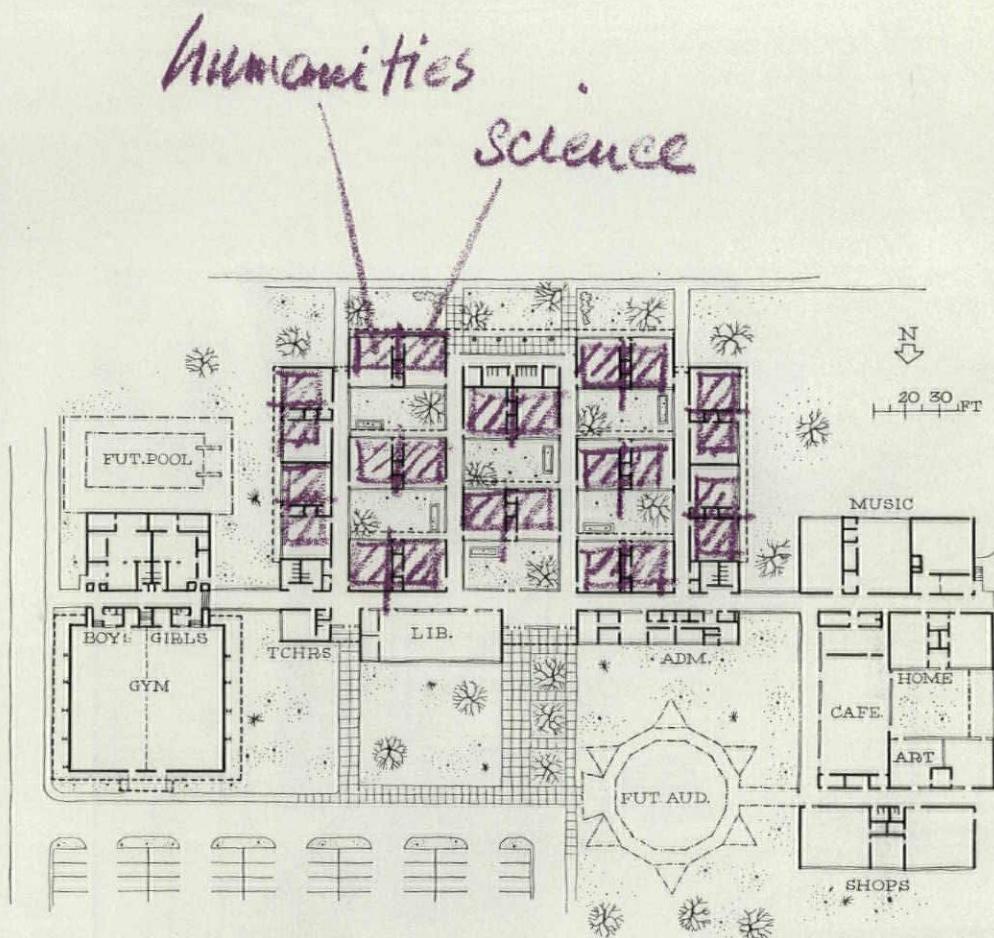 humanities
science
N
20 30 FT
FUT. POOL
MUSIC
BOYS GIRLS
LIB.
TCHRS
ADM.
HOME
GYM
CAFE.
ART
FUT. AUD.
SHOPS